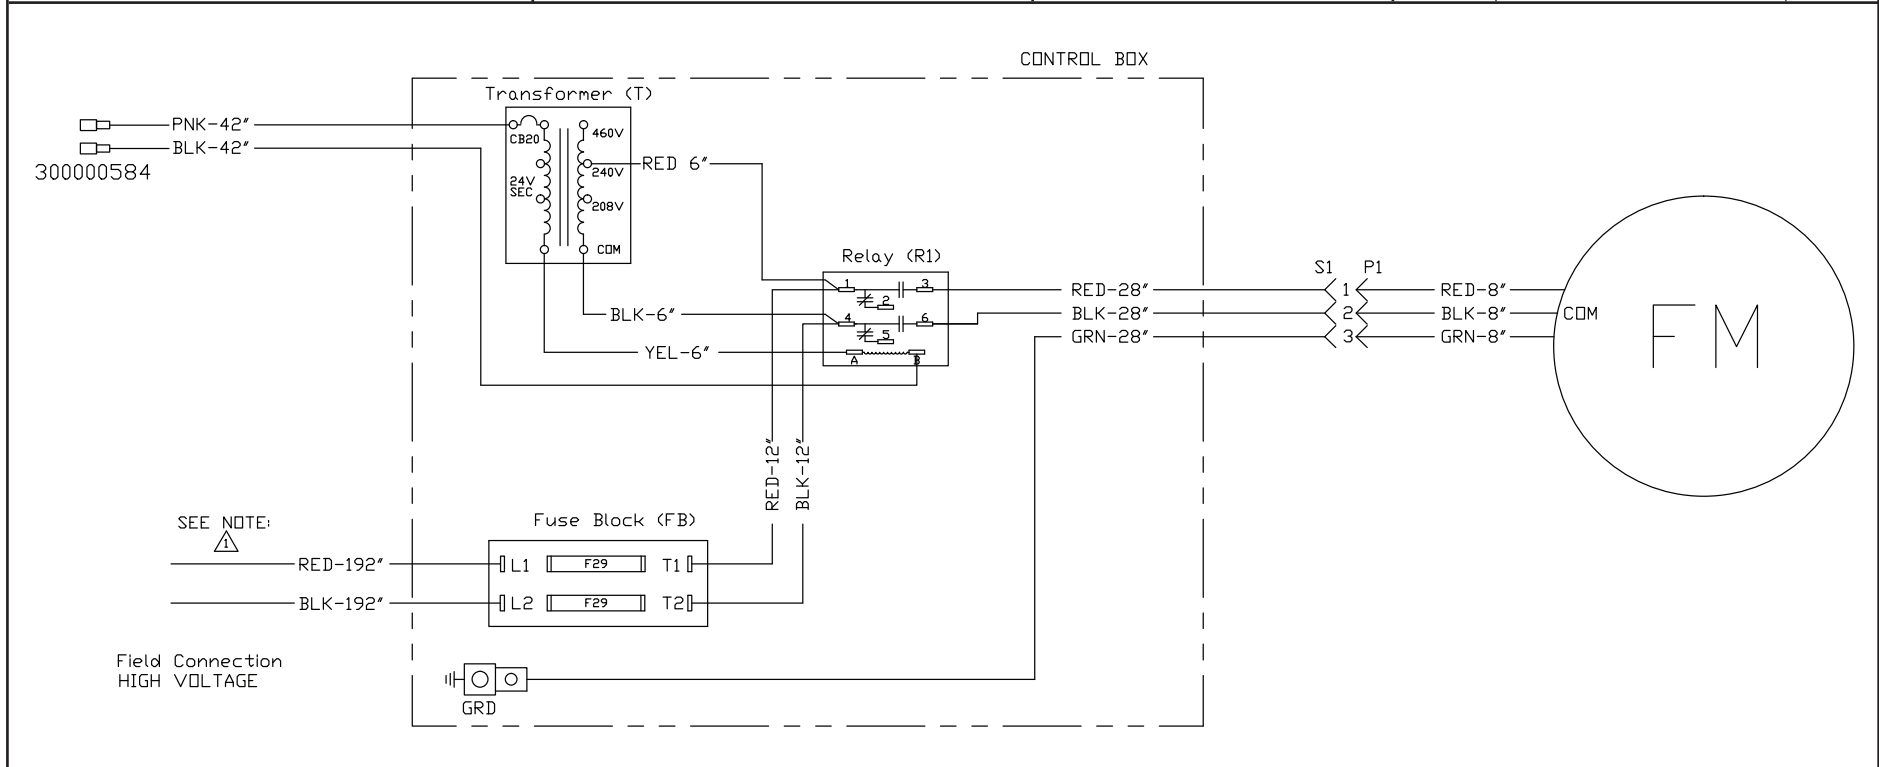 CONTROL BOX
Transformer (T)
PNK-42"
BLK-42"
300000584
CB20
460V
24V
SEC
240V
208V
COM
RED 6"
Relay (R1)
1
3
2
4
6
5
A
B
BLK-6"
YEL-6"
RED-28"
BLK-28"
GRN-28"
S1
P1
1
2
3
RED-8"
BLK-8"
GRN-8"
COM
FM
RED-12"
BLK-12"
SEE NOTE:
1
Fuse Block (FB)
RED-192"
L1
F29
T1
BLK-192"
L2
F29
T2
Field Connection
HIGH VOLTAGE
GRD